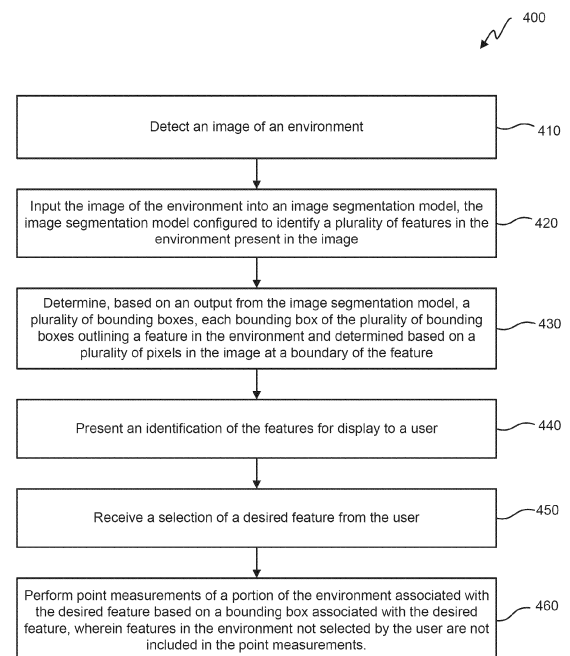 400
Detect an image of an environment
410
Input the image of the environment into an image segmentation model, the
image segmentation model configured to identify a plurality of features in the
environment present in the image
420
Determine, based on an output from the image segmentation model, a
plurality of bounding boxes, each bounding box of the plurality of bounding
boxes outlining a feature in the environment and determined based on a
plurality of pixels in the image at a boundary of the feature
430
Present an identification of the features for display to a user
440
Receive a selection of a desired feature from the user
450
Perform point measurements of a portion of the environment associated with
the desired feature based on a bounding box associated with the desired
feature, wherein features in the environment not selected by the user are not
included in the point measurements.
460